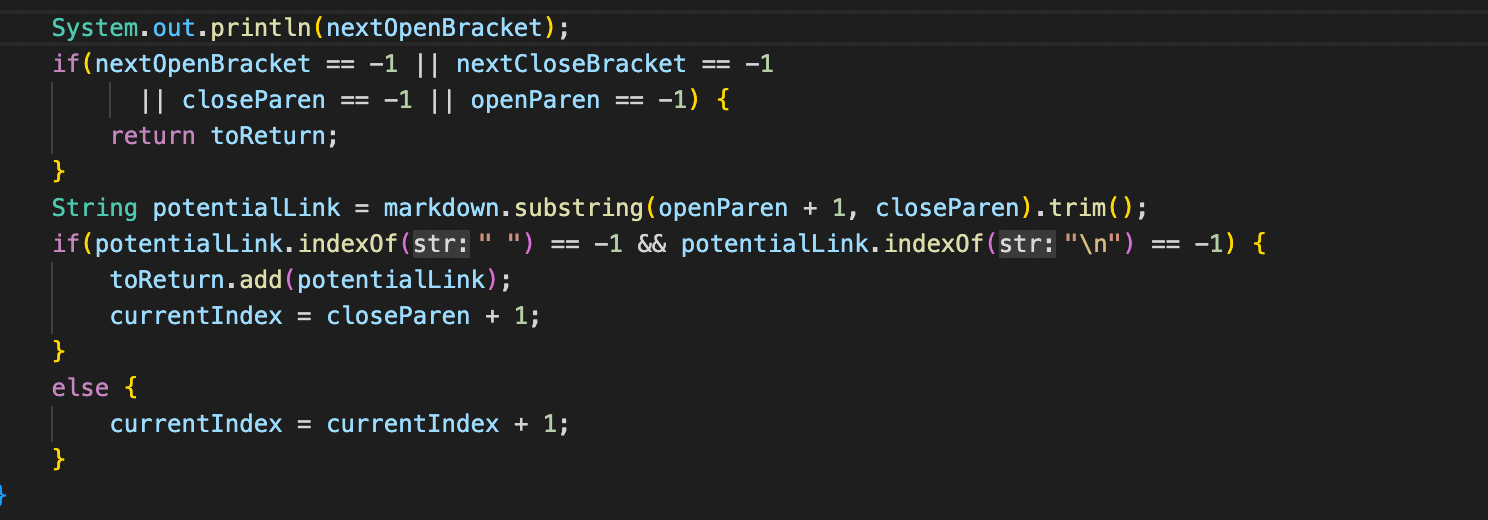 System.out.println(nextOpenBracket);
if(nextOpenBracket == -1 || nextCloseBracket == -1
|| closeParen == -1 || openParen == -1) {
return toReturn;
}
String potentialLink = markdown.substring(openParen + 1, closeParen).trim();
if(potentialLink.indexOf(str: " ") == -1 && potentialLink.indexOf(str: "\n") == -1) {
toReturn.add(potentialLink);
currentIndex = closeParen + 1;
}
else {
currentIndex = currentIndex + 1;
}
}